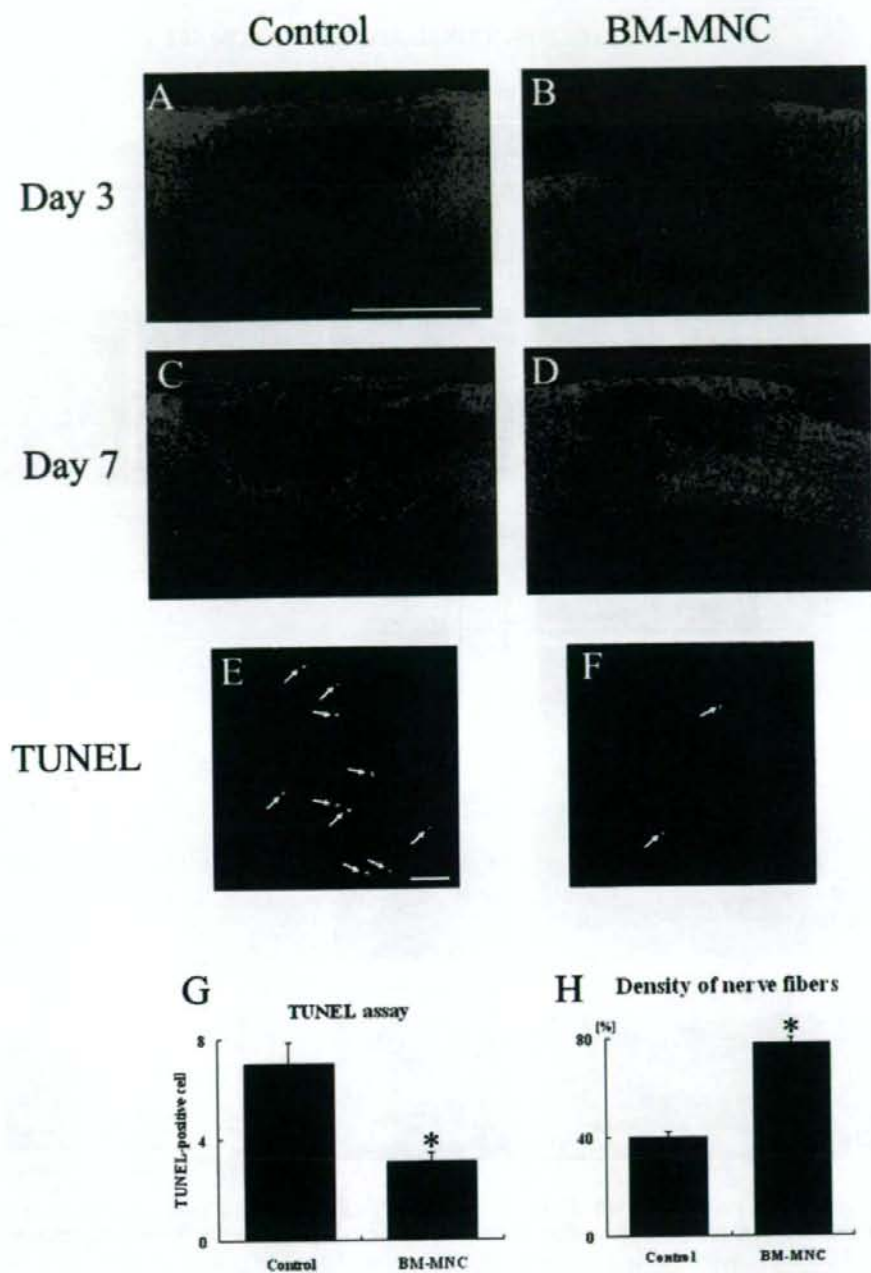 Control BM-MNC
A B
Day 3
C D
Day 7
E F
TUNEL
G H
TUNEL assay Density of nerve fibers
8 [%] 80
* *
TUNEL-positive cell
4 40
0 0
Control BM-MNC Control BM-MNC